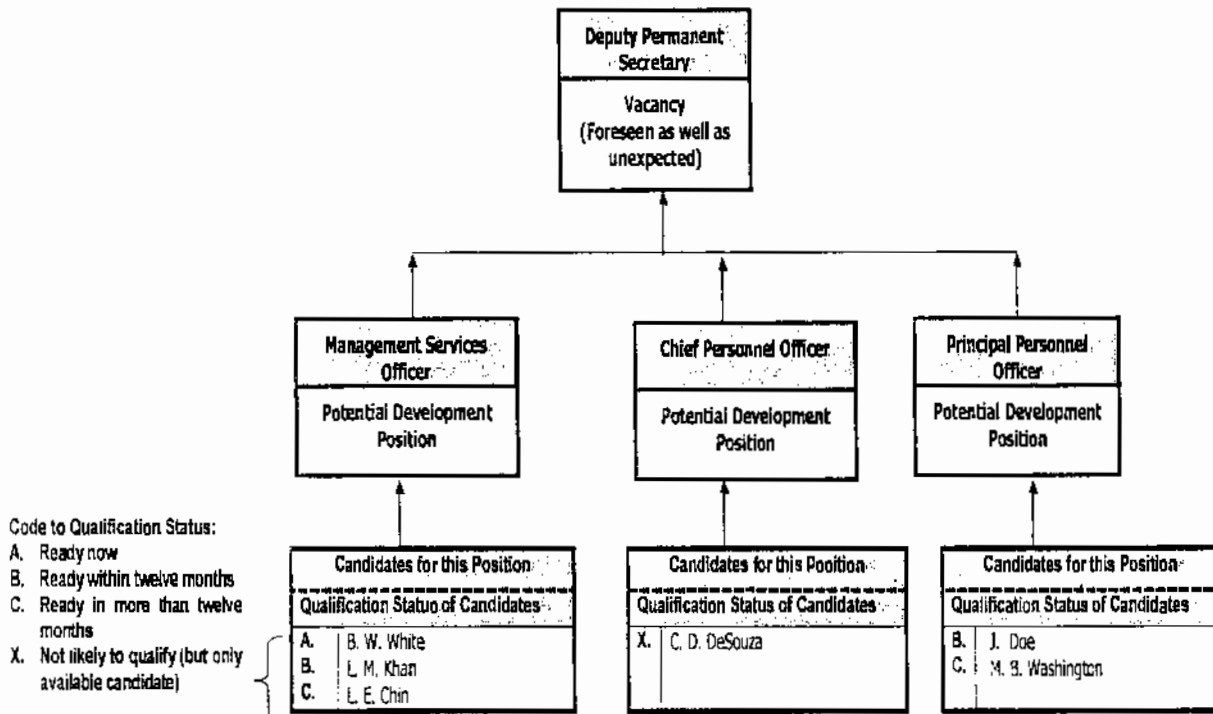 Deputy Permanent
Secretary
Vacancy
(Foreseen as well as
unexpected)
Management Services
Officer
Potential Development
Position
Chief Personnel Officer
Potential Development
Position
Principal Personnel
Officer
Potential Development
Position
Code to Qualification Status:
A. Ready now
B. Ready within twelve months
C. Ready in more than twelve
months
X. Not likely to qualify (but only
available candidate)
Candidates for this Position
Qualification Status of Candidates
A. B. W. White
B. L. M. Khan
C. L. E. Chin
Candidates for this Position
Qualification Status of Candidates
X. C. D. DeSouza
Candidates for this Position
Qualification Status of Candidates
B. J. Doe
C. M. B. Washington